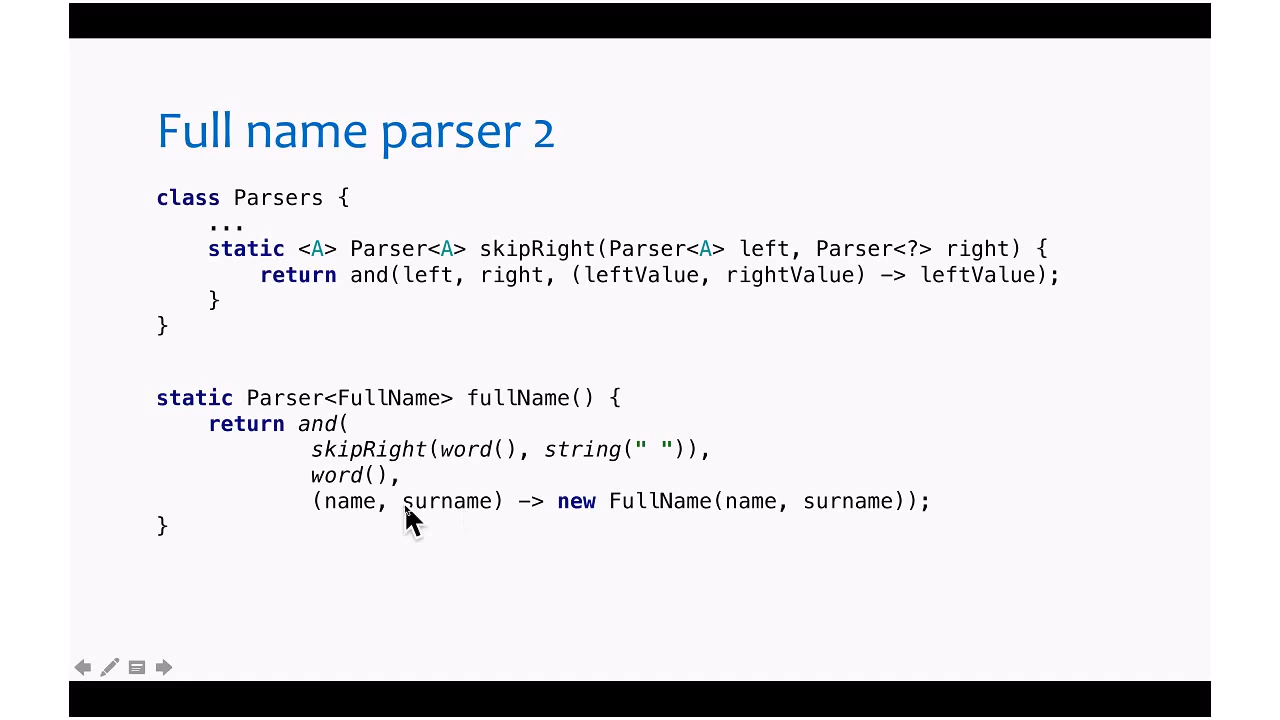 Full name parser 2
class Parsers {
    ...
    static <A> Parser<A> skipRight(Parser<A> left, Parser<?> right) {
        return and(left, right, (leftValue, rightValue) -> leftValue);
    }
}
static Parser<FullName> fullName() {
    return and(
            skipRight(word(), string(" ")),
            word(),
            (name, surname) -> new FullName(name, surname));
}